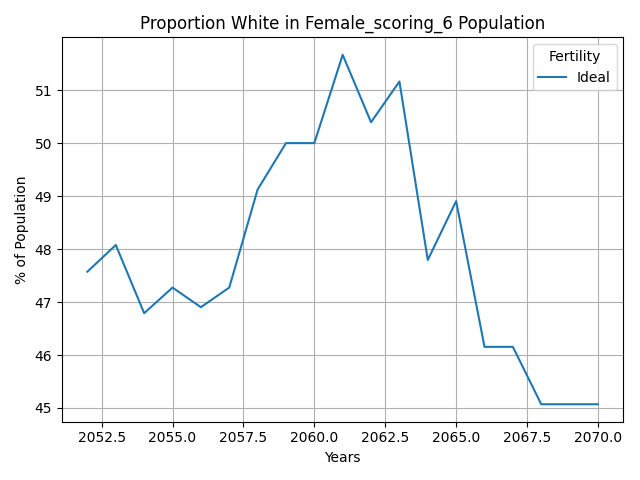 Proportion White in Female_scoring_6 Population
Fertility
Ideal
% of Population
51
50
49
48
47
46
45
2052.5 2055.0 2057.5 2060.0 2062.5 2065.0 2067.5 2070.0
Years